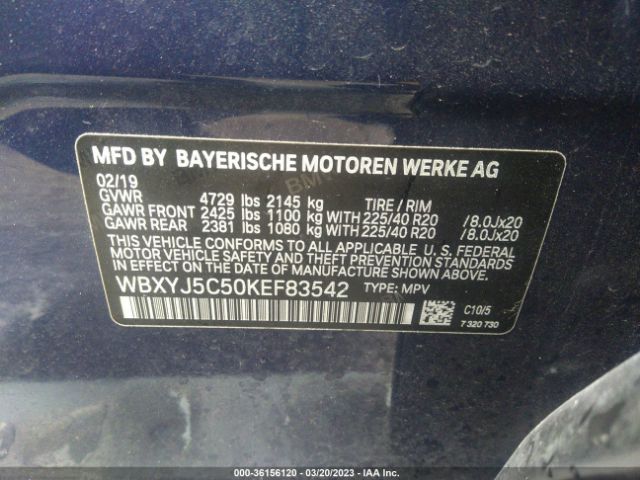 MFD BY BAYERISCHE MOTOREN WERKE AG
02/19
GVWR 4729 lbs 2145 kg TIRE / RIM
GAWR FRONT 2425 lbs 1100 kg WITH 225/40 R20 /8.0Jx20
GAWR REAR 2381 lbs 1080 kg WITH 225/40 R20 /8.0Jx20
THIS VEHICLE CONFORMS TO ALL APPLICABLE U.S. FEDERAL
MOTOR VEHICLE SAFETY, BUMPER, AND THEFT PREVENTION
STANDARDS IN EFFECT ON THE DATE OF MANUFACTURE SHOWN ABOVE.
WBXYJ5C50KEF83542 TYPE: MPV
C10/5
7 320 730
000-36156120 — 03/20/2023 — IAA Inc.